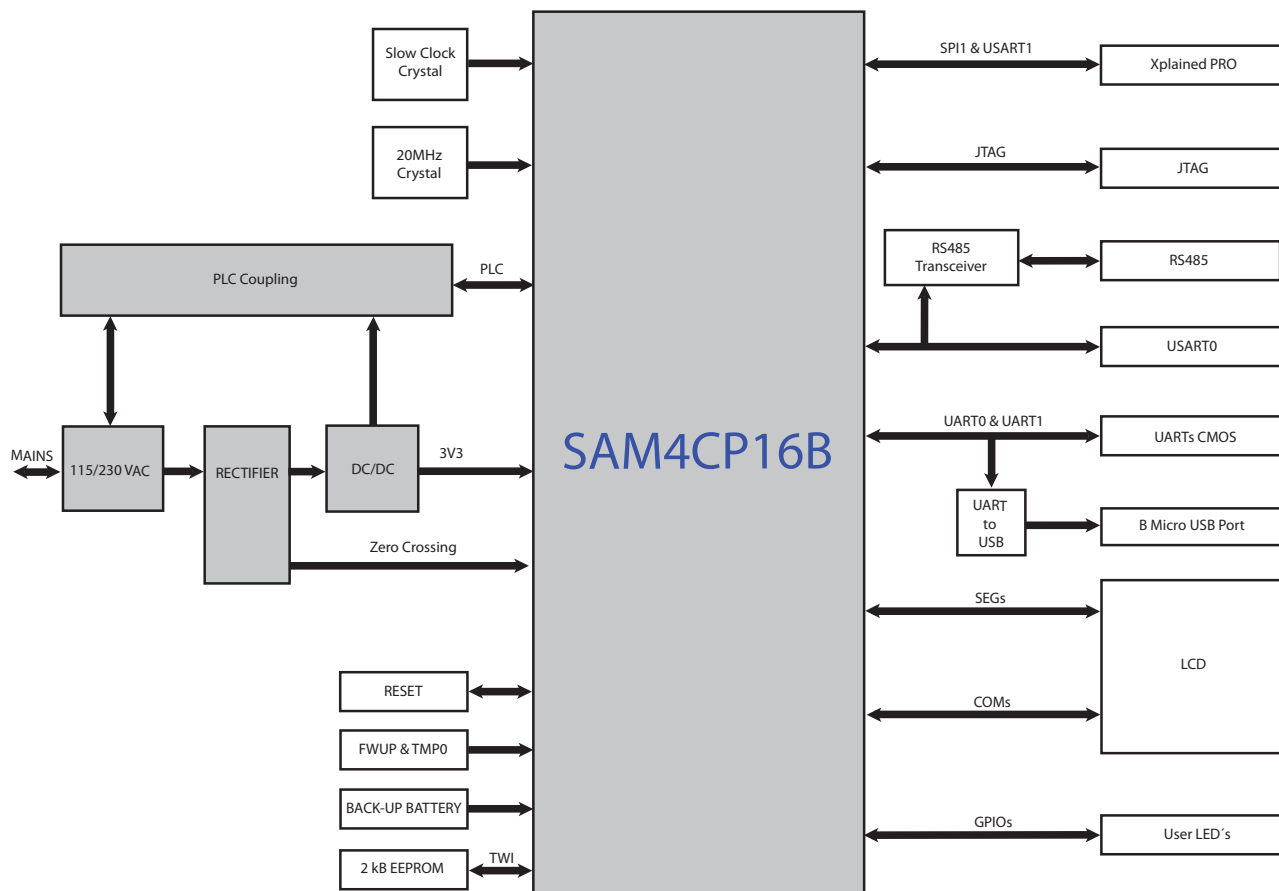 Slow Clock
Crystal
20MHz
Crystal
PLC Coupling
PLC
MAINS
115/230 VAC
RECTIFIER
DC/DC
3V3
Zero Crossing
RESET
FWUP & TMP0
BACK-UP BATTERY
2 kB EEPROM
TWI
SAM4CP16B
SPI1 & USART1
Xplained PRO
JTAG
JTAG
RS485
Transceiver
RS485
USART0
UART0 & UART1
UARTs CMOS
UART
to
USB
B Micro USB Port
SEGs
LCD
COMs
GPIOs
User LED´s